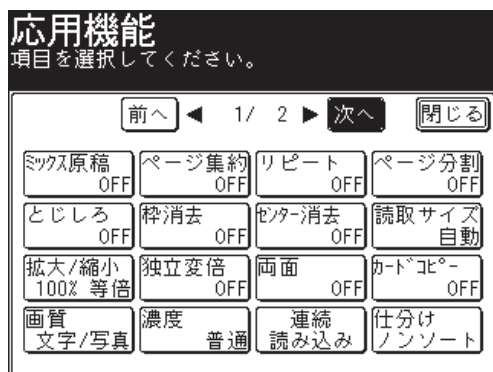 応用機能
項目を選択してください。
前へ ◀ 1/ 2 ▶ 次へ 閉じる
ﾐｯｸｽ原稿 ページ集約 リピート ページ分割
OFF OFF OFF OFF
とじしろ 枠消去 ｾﾝﾀｰ消去 読取サイズ
OFF OFF OFF 自動
拡大/縮小 独立変倍 両面 ｶｰﾄﾞｺﾋﾟｰ
100% 等倍 OFF OFF OFF
画質 濃度 連続 仕分け
文字/写真 普通 読み込み ノンソート